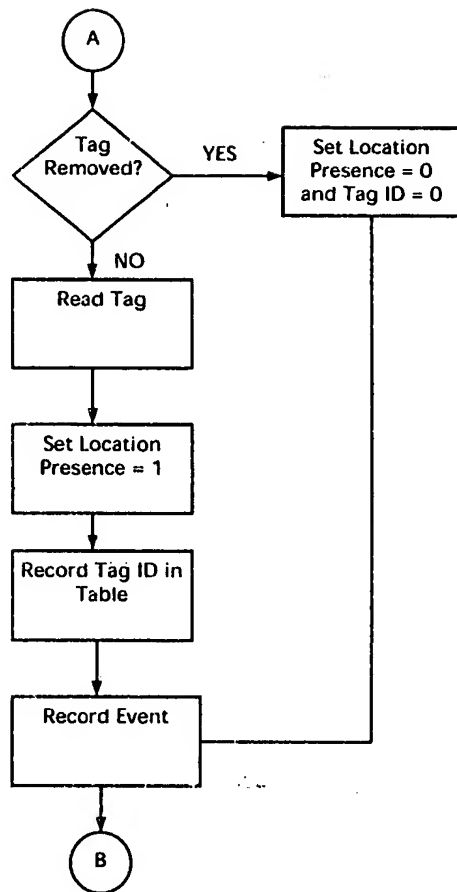 A
Tag
Removed?
YES
Set Location
Presence = 0
and Tag ID = 0
NO
Read Tag
Set Location
Presence = 1
Record Tag ID in
Table
Record Event
B